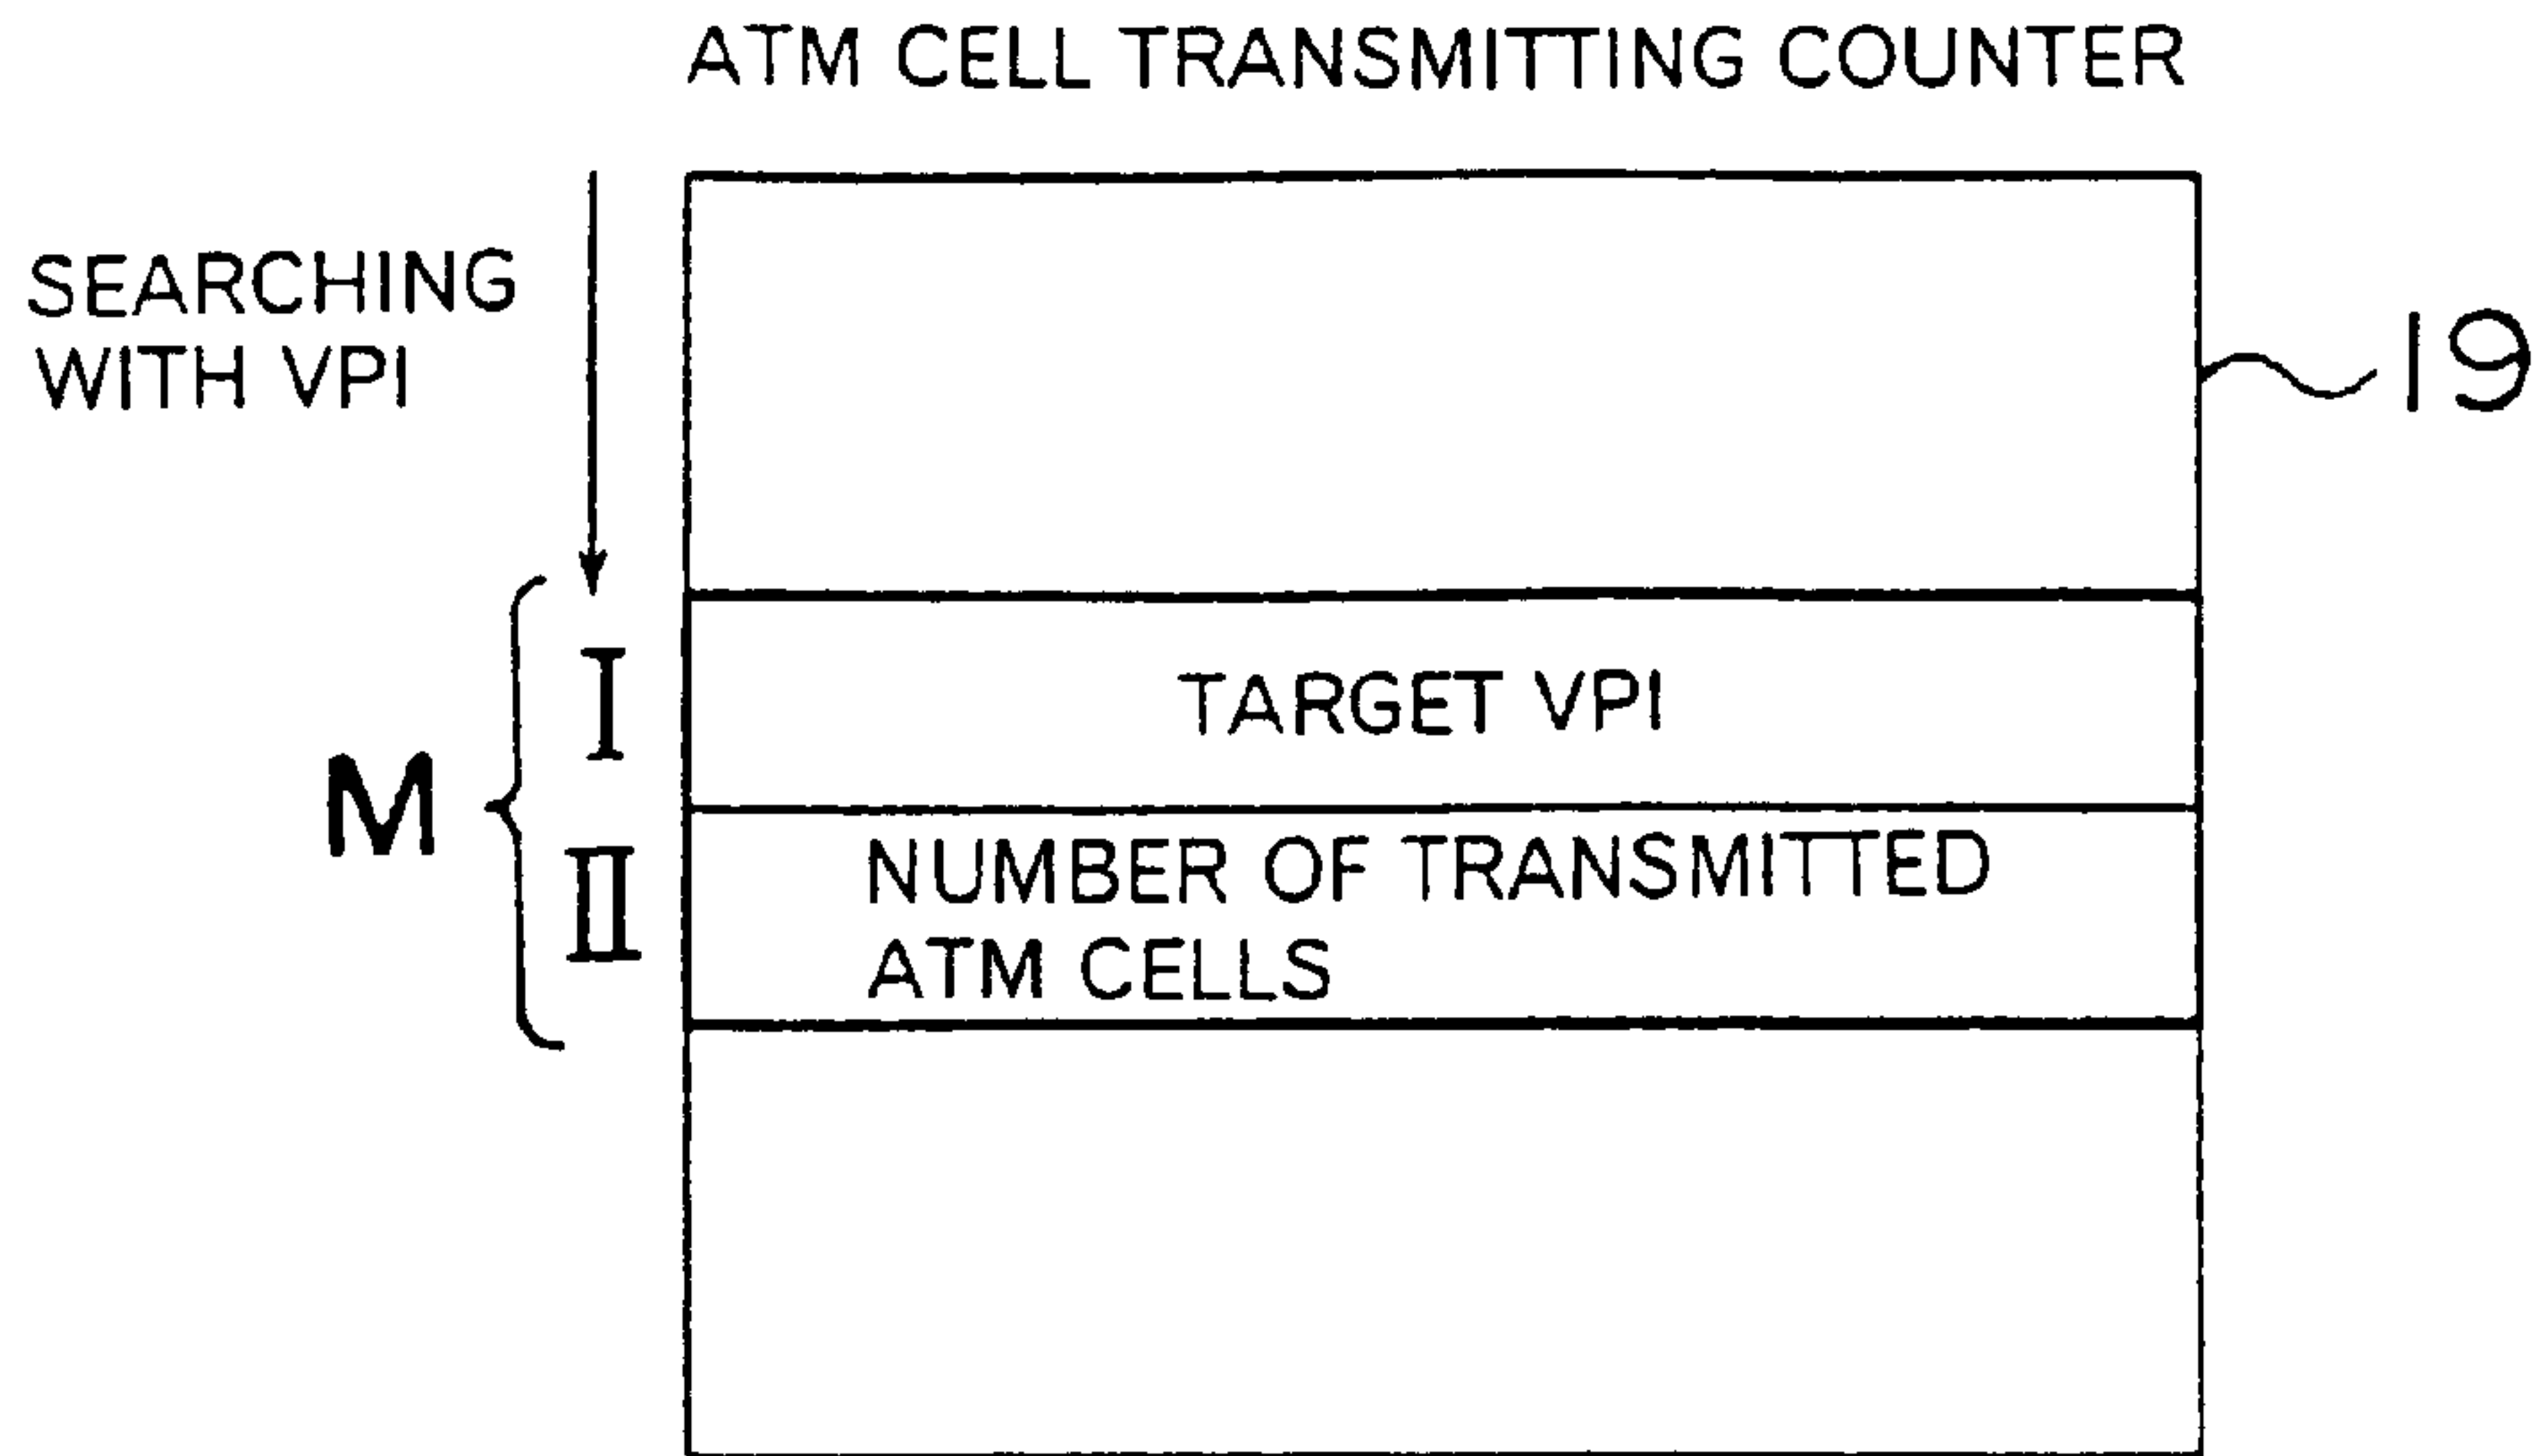 ATM CELL TRANSMITTING COUNTER
SEARCHING
WITH VPI
19
M
I
TARGET VPI
II
NUMBER OF TRANSMITTED
ATM CELLS